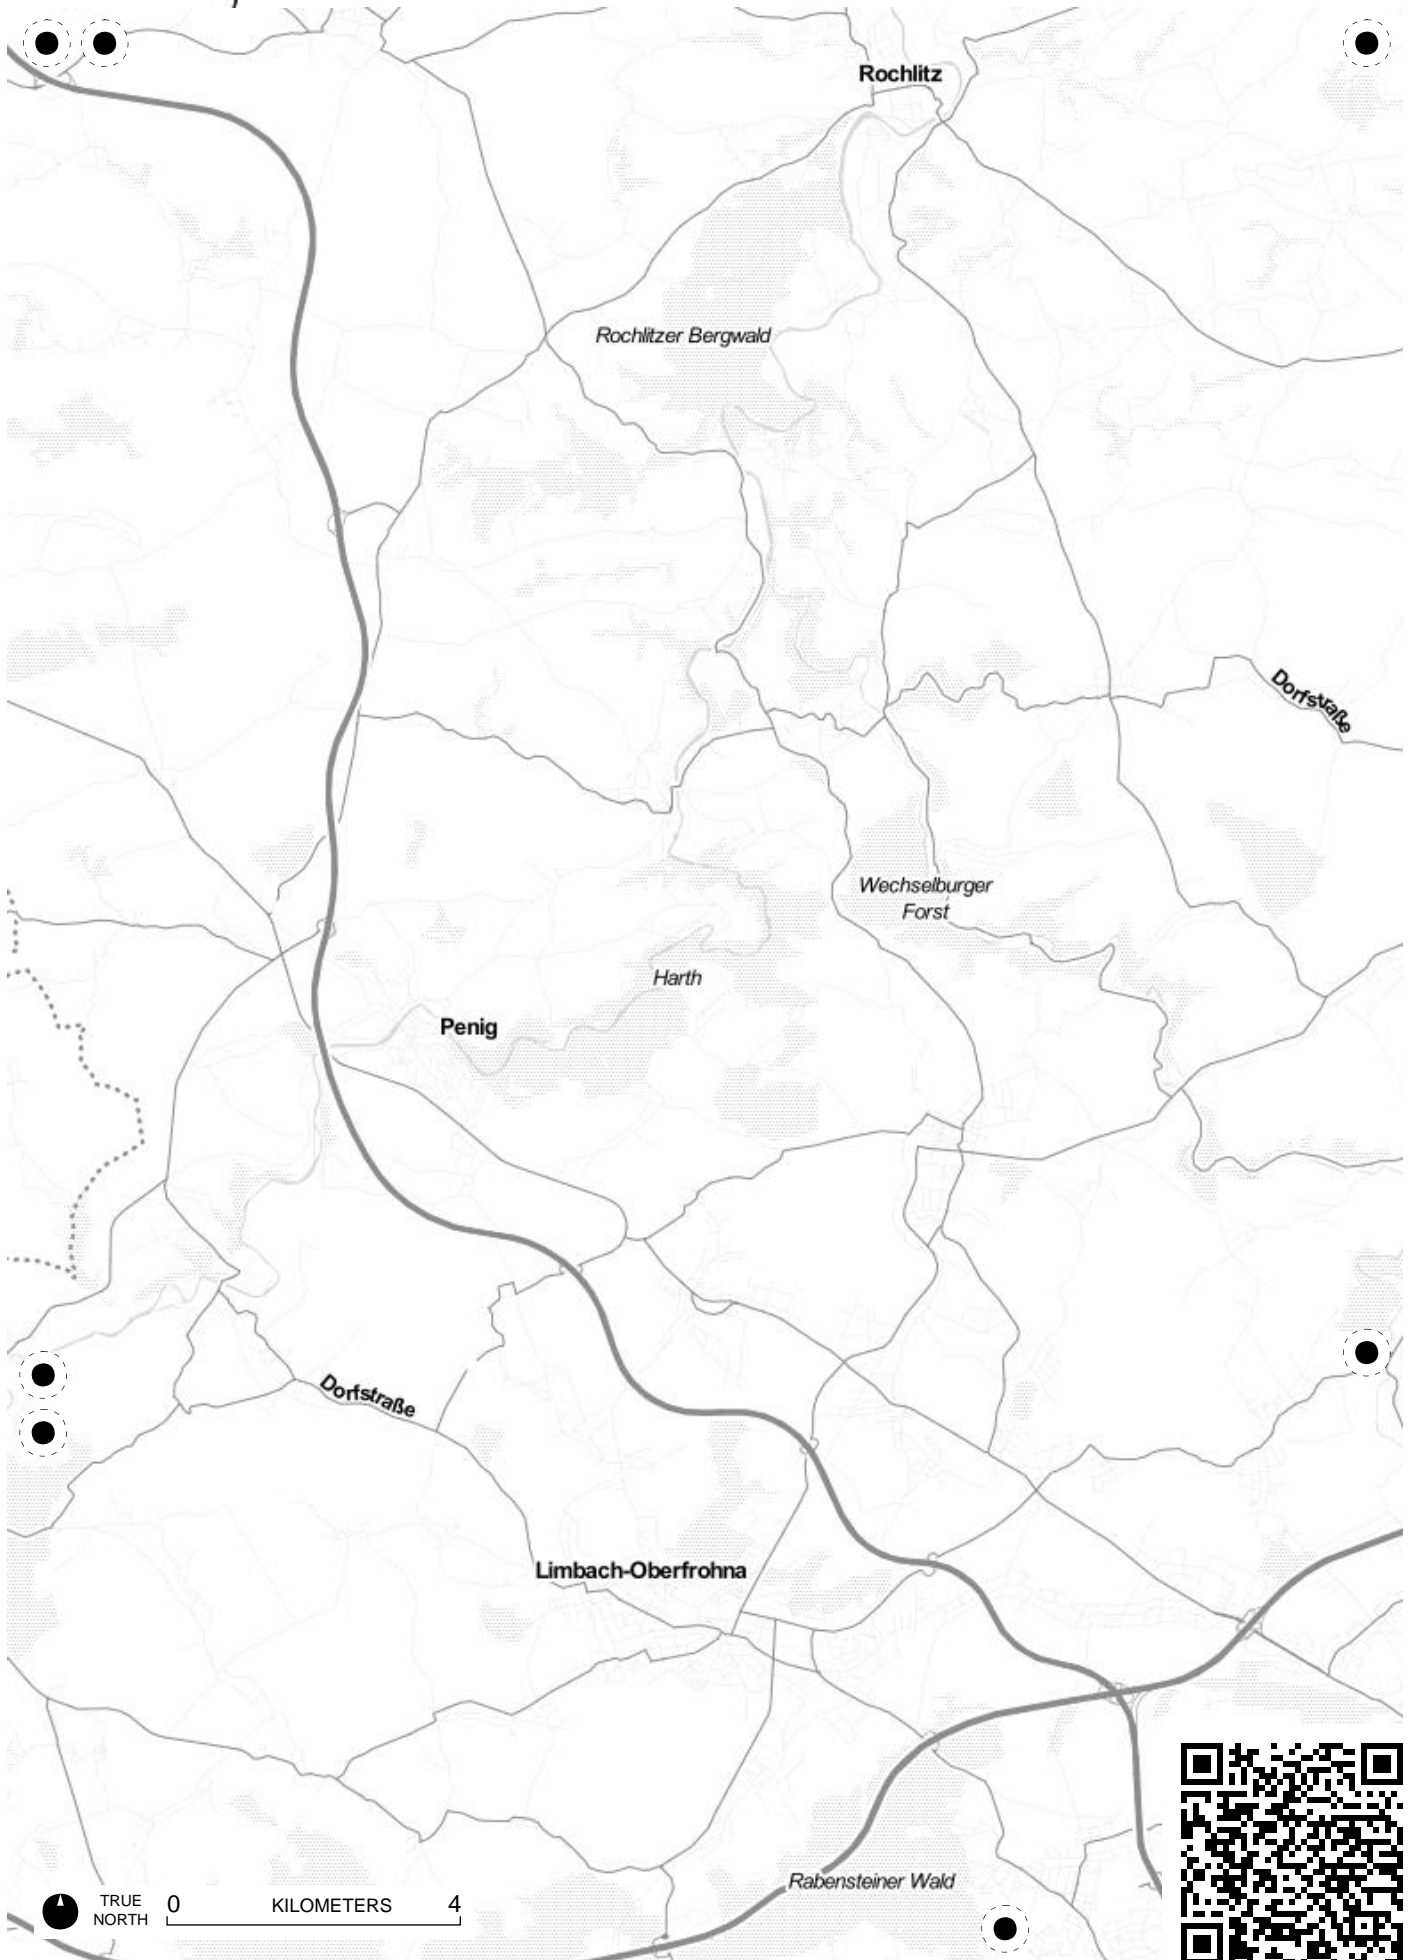 Rochlitz
Rochlitzer Bergwald
Dorfstraße
Wechselburger
Forst
Harth
Penig
Dorfstraße
Limbach-Oberfrohna
Rabensteiner Wald
TRUE
NORTH
0 KILOMETERS 4